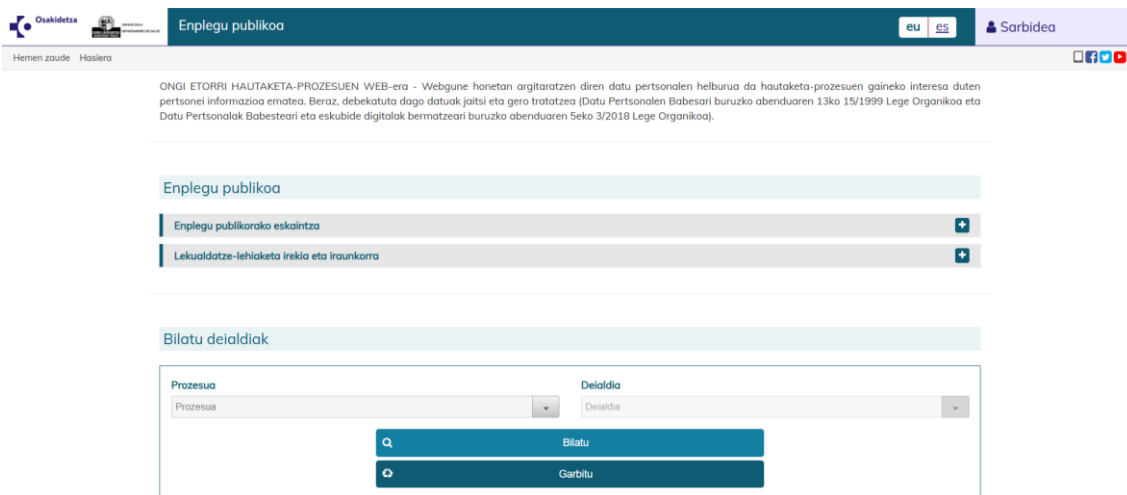 Osakidetza
Enplegu publikoa
eu es
Sarbidea
Hemen zaude Hasiera
ONGI ETORRI HAUTAKETA-PROZESUEN WEB-era - Webgune honetan argitaratzen diren datu pertsonalen helburua da hautaketa-prozesuen gaineko interesa duten
pertsonei informazioa ematea. Beraz, debekatuta dago datuak jaitsi eta gero tratatzea (Datu Pertsonalen Babesari buruzko abenduaren 13ko 15/1999 Lege Organikoa eta
Datu Pertsonalak Babesteari eta eskubide digitalak bermatzeari buruzko abenduaren 5eko 3/2018 Lege Organikoa).
Enplegu publikoa
Enplegu publikorako eskaintza
Lekualdatze-lehiaketa irekia eta iraunkorra
Bilatu deialdiak
Prozesua Deialdia
Prozesua Deialdia
Bilatu
Garbitu